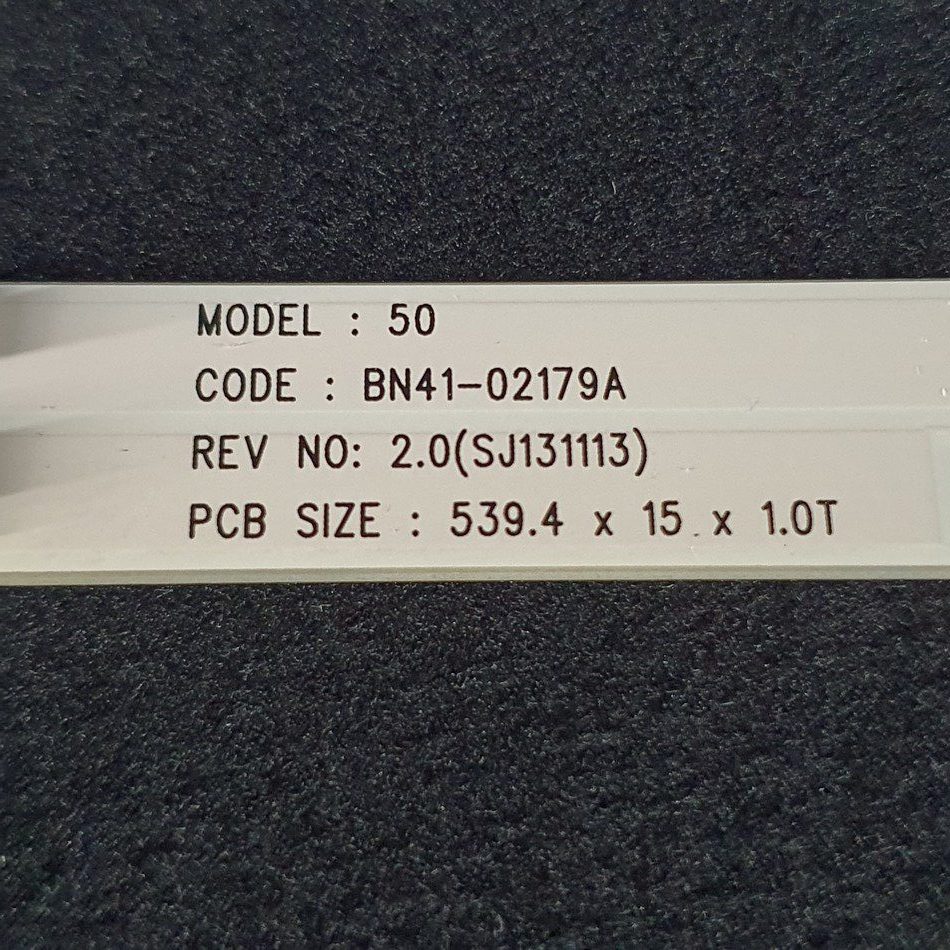 MODEL : 50
CODE : BN41-02179A
REV NO: 2.0(SJ131113)
PCB SIZE : 539.4 x 15 x 1.0T